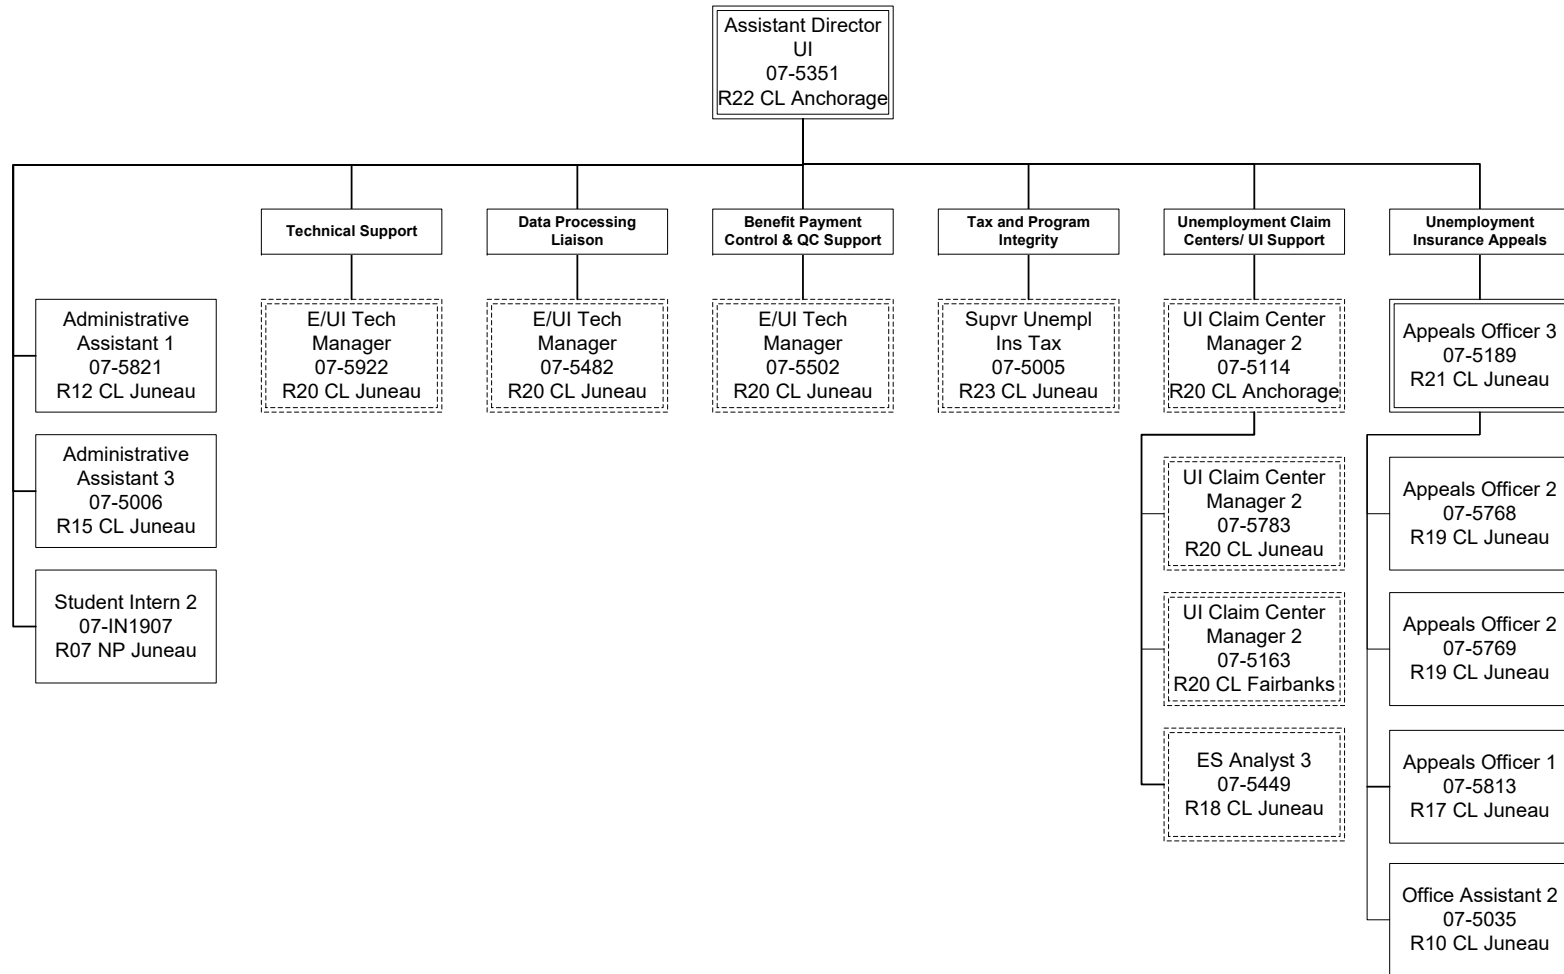 Assistant Director
UI
07-5351
R22 CL Anchorage
Technical Support
Data Processing
Liaison
Benefit Payment
Control & QC Support
Tax and Program
Integrity
Unemployment Claim
Centers/ UI Support
Unemployment
Insurance Appeals
Administrative
Assistant 1
07-5821
R12 CL Juneau
E/UI Tech
Manager
07-5922
R20 CL Juneau
E/UI Tech
Manager
07-5482
R20 CL Juneau
E/UI Tech
Manager
07-5502
R20 CL Juneau
Supvr Unempl
Ins Tax
07-5005
R23 CL Juneau
UI Claim Center
Manager 2
07-5114
R20 CL Anchorage
Appeals Officer 3
07-5189
R21 CL Juneau
Administrative
Assistant 3
07-5006
R15 CL Juneau
UI Claim Center
Manager 2
07-5783
R20 CL Juneau
Appeals Officer 2
07-5768
R19 CL Juneau
Student Intern 2
07-IN1907
R07 NP Juneau
UI Claim Center
Manager 2
07-5163
R20 CL Fairbanks
Appeals Officer 2
07-5769
R19 CL Juneau
ES Analyst 3
07-5449
R18 CL Juneau
Appeals Officer 1
07-5813
R17 CL Juneau
Office Assistant 2
07-5035
R10 CL Juneau